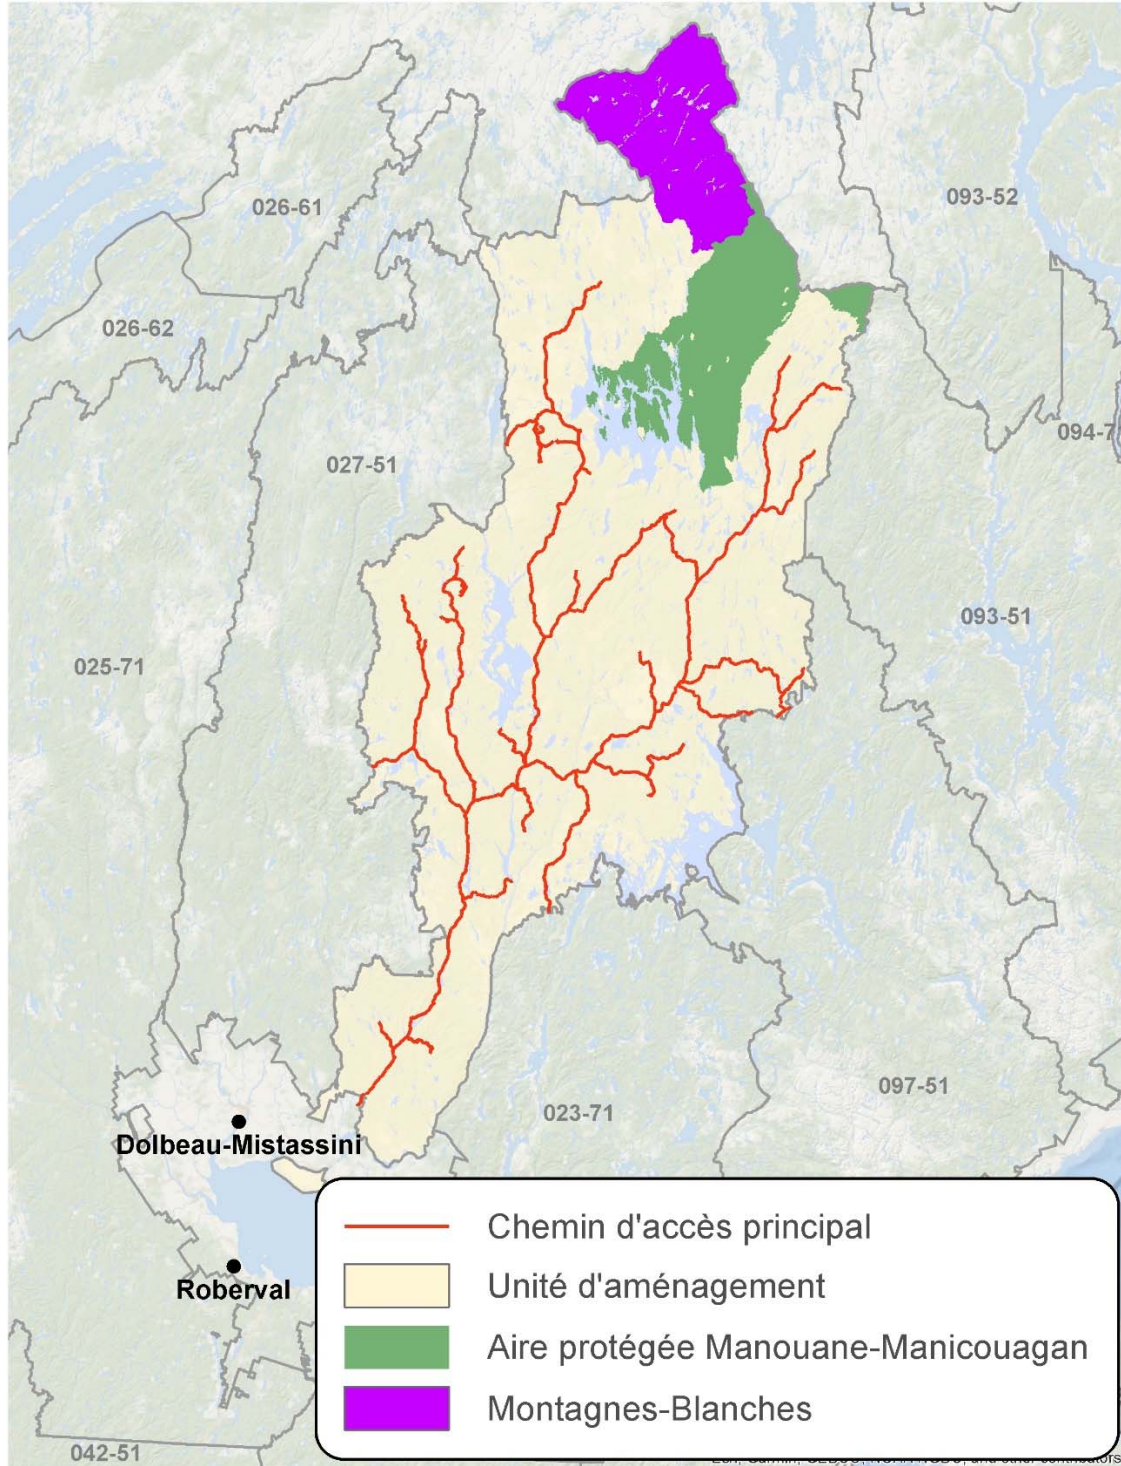 026-61
093-52
026-62
094-7
027-51
093-51
025-71
097-51
023-71
Dolbeau-Mistassini
Roberval
042-51
Chemin d'accès principal
Unité d'aménagement
Aire protégée Manouane-Manicouagan
Montagnes-Blanches